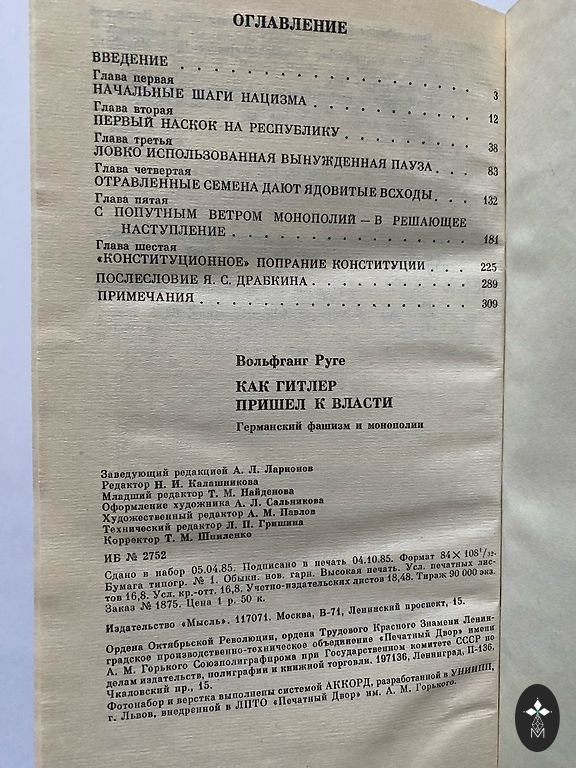 ОГЛАВЛЕНИЕ
ВВЕДЕНИЕ . . . . . . . . . . . . . . . . 3
Глава первая
НАЧАЛЬНЫЕ ШАГИ НАЦИЗМА . . . . . . . . . 12
Глава вторая
ПЕРВЫЙ НАСКОК НА РЕСПУБЛИКУ . . . . . . . 38
Глава третья
ЛОВКО ИСПОЛЬЗОВАННАЯ ВЫНУЖДЕННАЯ ПАУЗА . . . 83
Глава четвертая
ОТРАВЛЕННЫЕ СЕМЕНА ДАЮТ ЯДОВИТЫЕ ВСХОДЫ . . . 132
Глава пятая
С ПОПУТНЫМ ВЕТРОМ МОНОПОЛИЙ — В РЕШАЮЩЕЕ
НАСТУПЛЕНИЕ . . . . . . . . . . . . . . 181
Глава шестая
«КОНСТИТУЦИОННОЕ» ПОПРАНИЕ КОНСТИТУЦИИ . . . . 225
ПОСЛЕСЛОВИЕ Я. С. ДРАБКИНА . . . . . . . . . 289
ПРИМЕЧАНИЯ . . . . . . . . . . . . . . . 309
Вольфганг Руге
КАК ГИТЛЕР
ПРИШЕЛ К ВЛАСТИ
Германский фашизм и монополии
Заведующий редакцией А. Л. Ларионов
Редактор Н. И. Калашникова
Младший редактор Т. М. Найденова
Оформление художника А. Л. Сальникова
Художественный редактор А. М. Павлов
Технический редактор Л. П. Гришина
Корректор Т. М. Шпиленко
ИБ № 2752
Сдано в набор 05.04.85. Подписано в печать 04.10.85. Формат 84×108 1/32.
Бумага типогр. № 1. Обыкн. нов. гарн. Высокая печать. Усл. печатных лис-
тов 16,8. Усл. кр.-отт. 16,8. Учетно-издательских листов 18,48. Тираж 90 000 экз.
Заказ № 1875. Цена 1 р. 50 к.
Издательство «Мысль». 117071. Москва, В-71, Ленинский проспект, 15.
Ордена Октябрьской Революции, ордена Трудового Красного Знамени Ленин-
градское производственно-техническое объединение «Печатный Двор» имени
А. М. Горького Союзполиграфпрома при Государственном комитете СССР по
делам издательств, полиграфии и книжной торговли. 197136, Ленинград, П-136,
Чкаловский пр., 15.
Фотонабор и верстка выполнены системой АККОРД, разработанной в УНИИПП,
г. Львов, внедренной в ЛПТО «Печатный Двор» им. А. М. Горького.